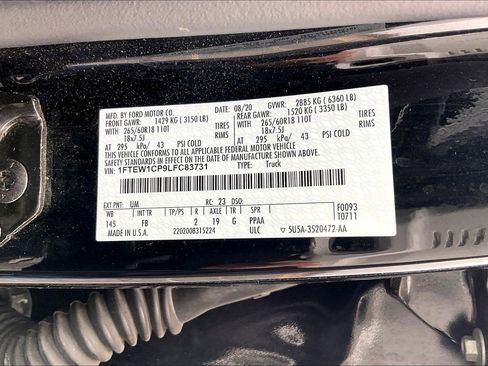 MFD. BY FORD MOTOR CO. 08/20 GVWR: 2885 KG ( 6360 LB)
FRONT GAWR: 1429 KG ( 3150 LB) REAR GAWR: 1520 KG ( 3350 LB)
WITH TIRES RIMS WITH TIRES RIMS
265/60R18 110T 265/60R18 110T
18x7.5J 18x7.5J
AT 295 kPa/ 43 PSI COLD AT 295 kPa/ 43 PSI COLD
THIS VEHICLE CONFORMS TO ALL APPLICABLE FEDERAL MOTOR VEHICLE
SAFETY STANDARDS IN EFFECT ON THE DATE OF MANUFACTURE SHOWN ABOVE.
VIN: 1FTEW1CP9LFC83731 TYPE: Truck
EXT PNT: UM RC: 23 DSO: F0093
WB INT TR TP/PS R AXLE TR SPR T0711
145 FB 2 19 G PPAA
MADE IN U.S.A. 2202008315224 ULC 5U5A-3520472-AA